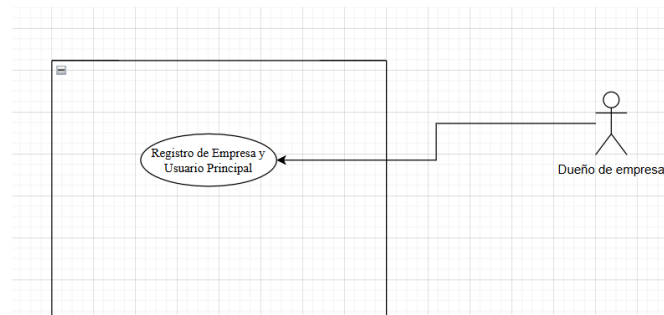 Registro de Empresa y
Usuario Principal
Dueño de empresa